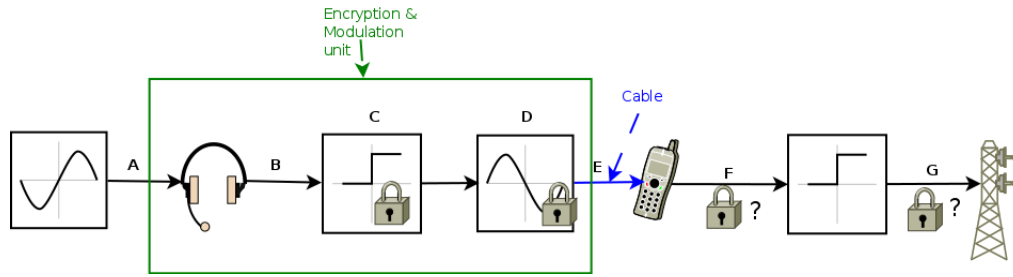 Encryption &
Modulation
unit
Cable
A
B
C
D
E
F
?
G
?